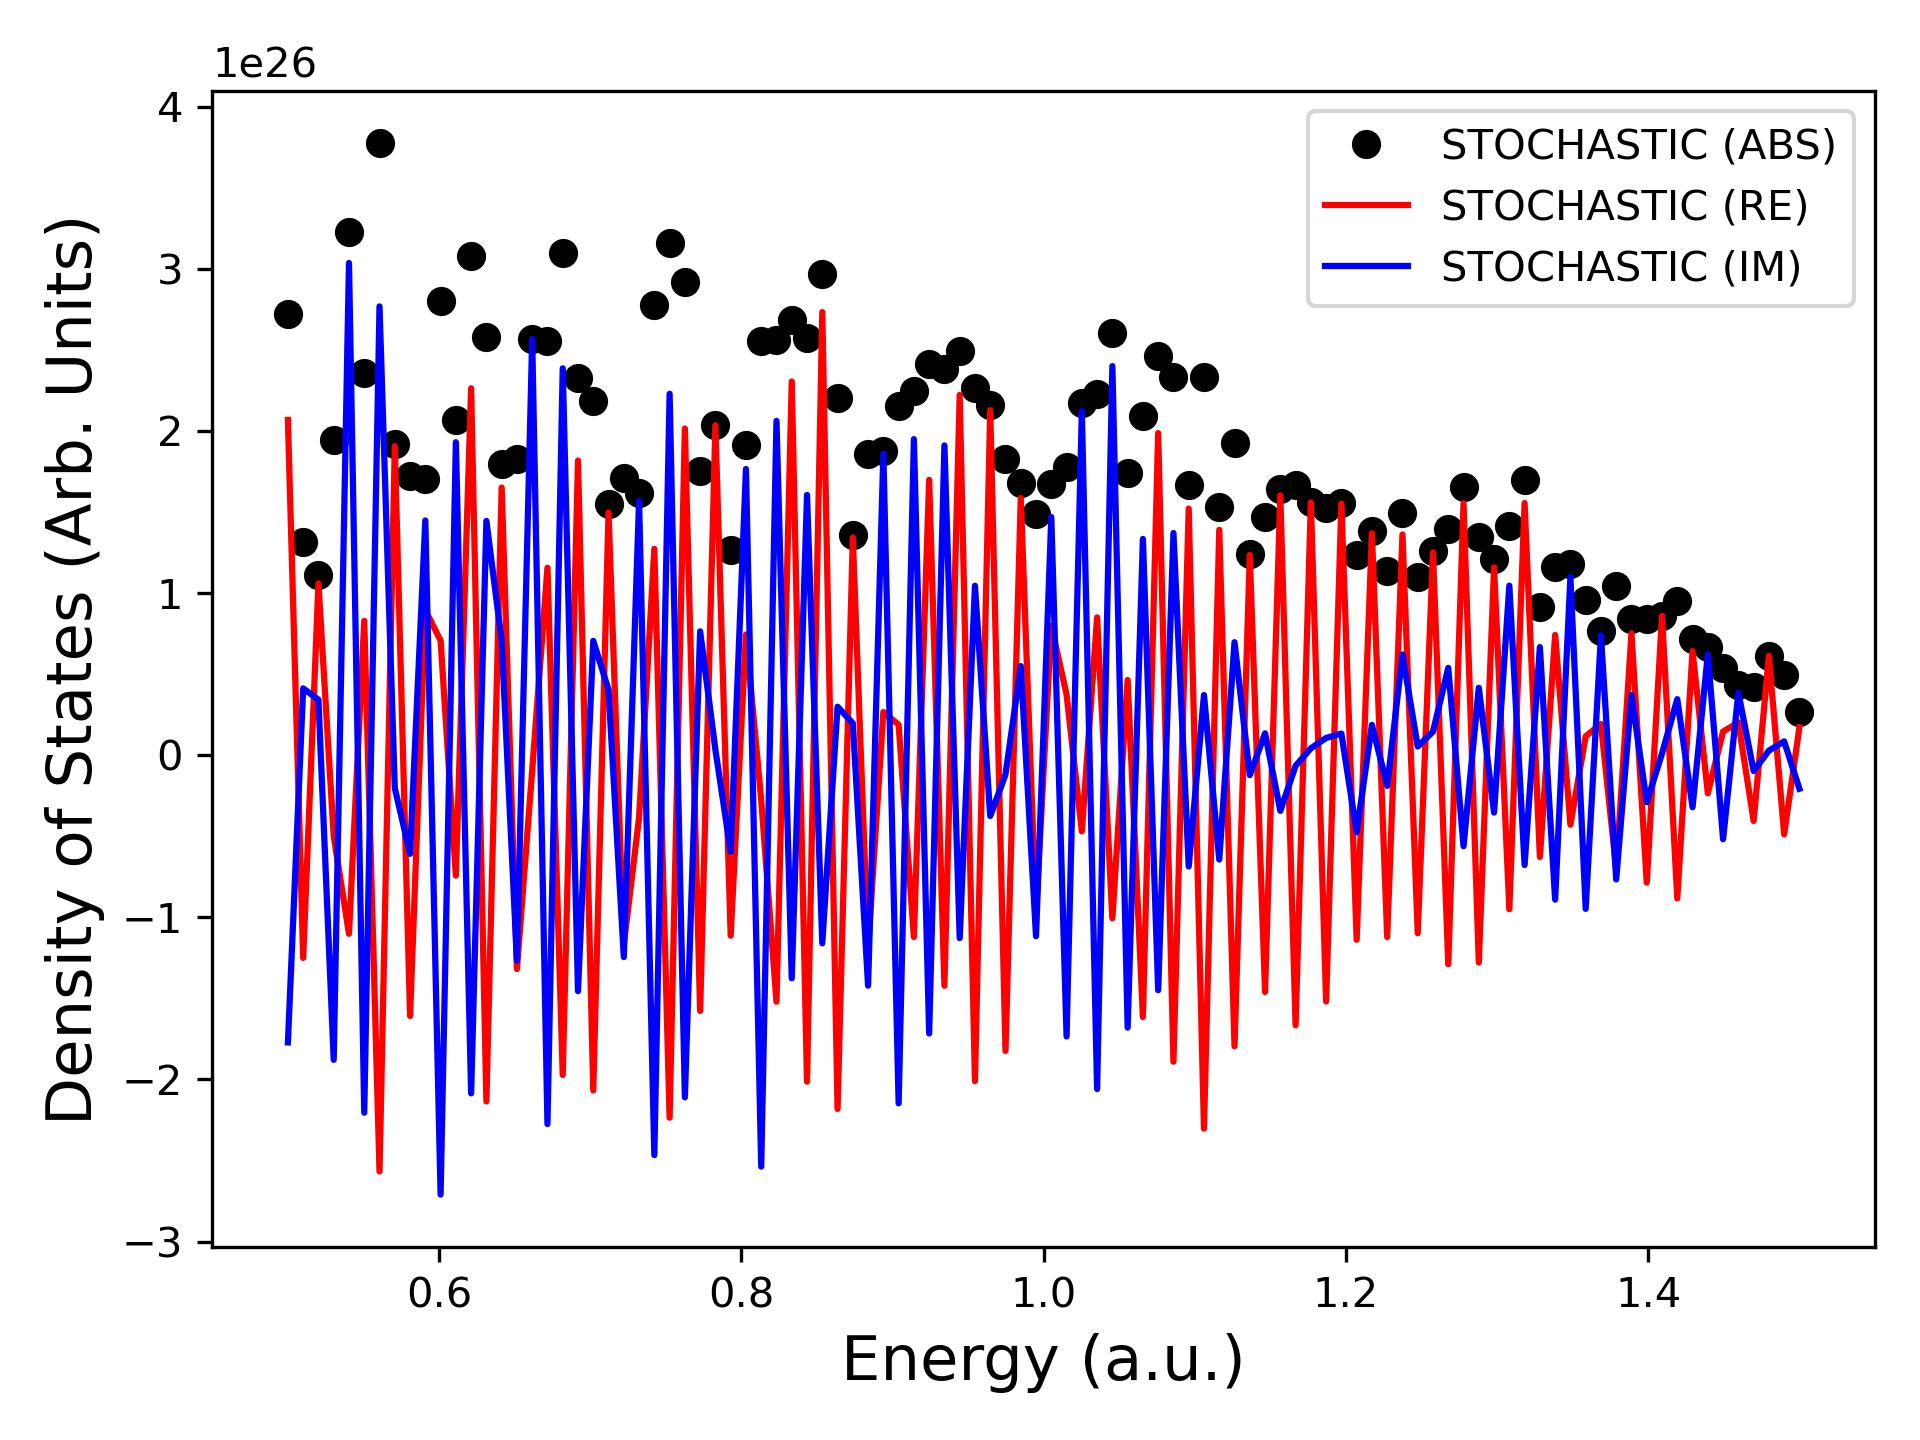 1e26
4
3
2
1
0
−1
−2
−3
Density of States (Arb. Units)
STOCHASTIC (ABS)
STOCHASTIC (RE)
STOCHASTIC (IM)
0.6 0.8 1.0 1.2 1.4
Energy (a.u.)